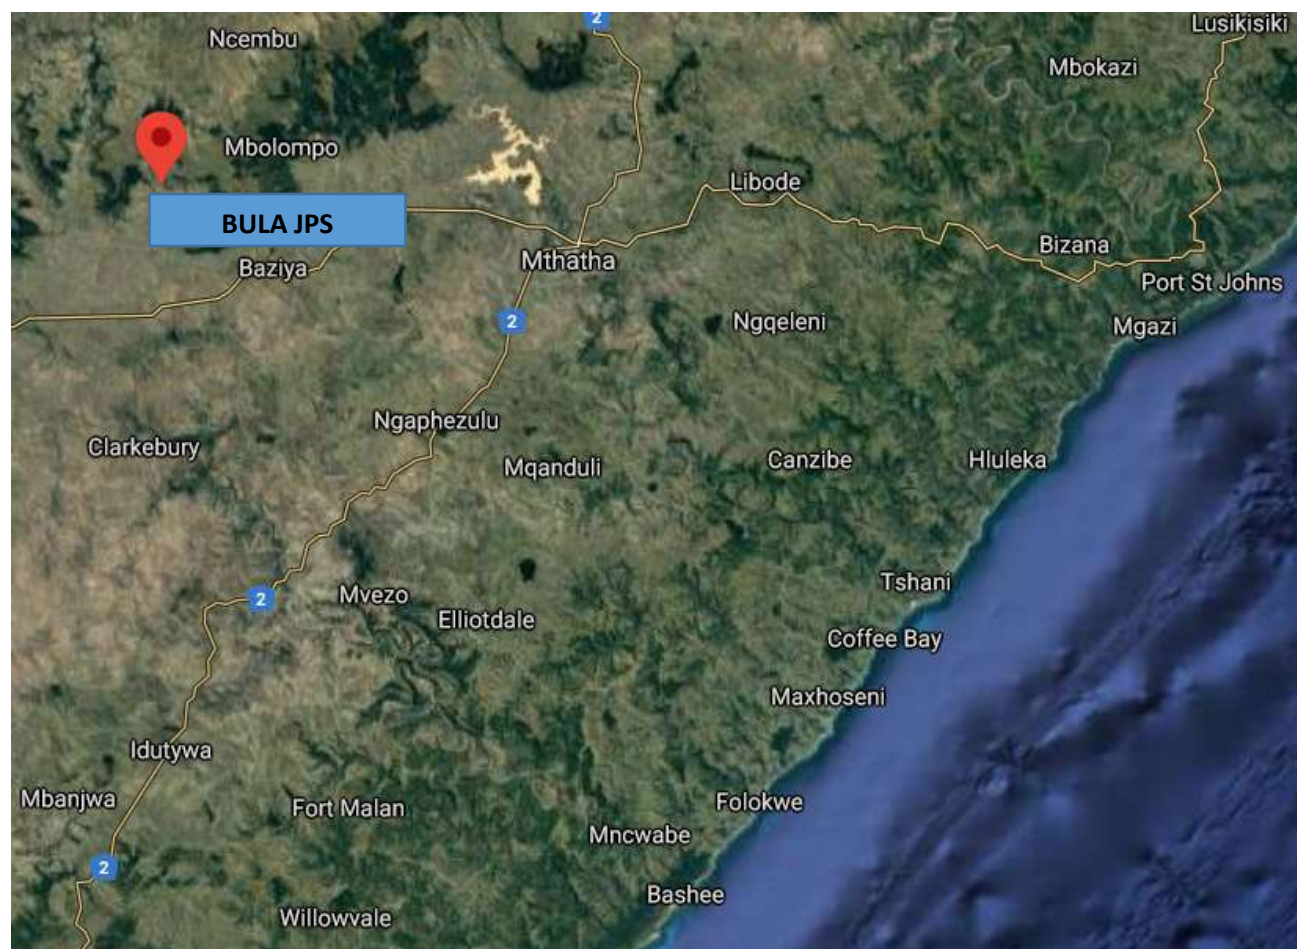 2
Lusikisiki
Ncembu
Mbokazi
Mbolompo
Libode
BULA JPS
Bizana
Mthatha
Baziya
Port St Johns
2
Ngqeleni
Mgazi
Ngaphezulu
Clarkebury
Mqanduli
Canzibe
Hluleka
Tshani
2
Mvezo
Elliotdale
Coffee Bay
Maxhoseni
Idutywa
Mbanjwa
Fort Malan
Folokwe
Mncwabe
2
Bashee
Willowvale